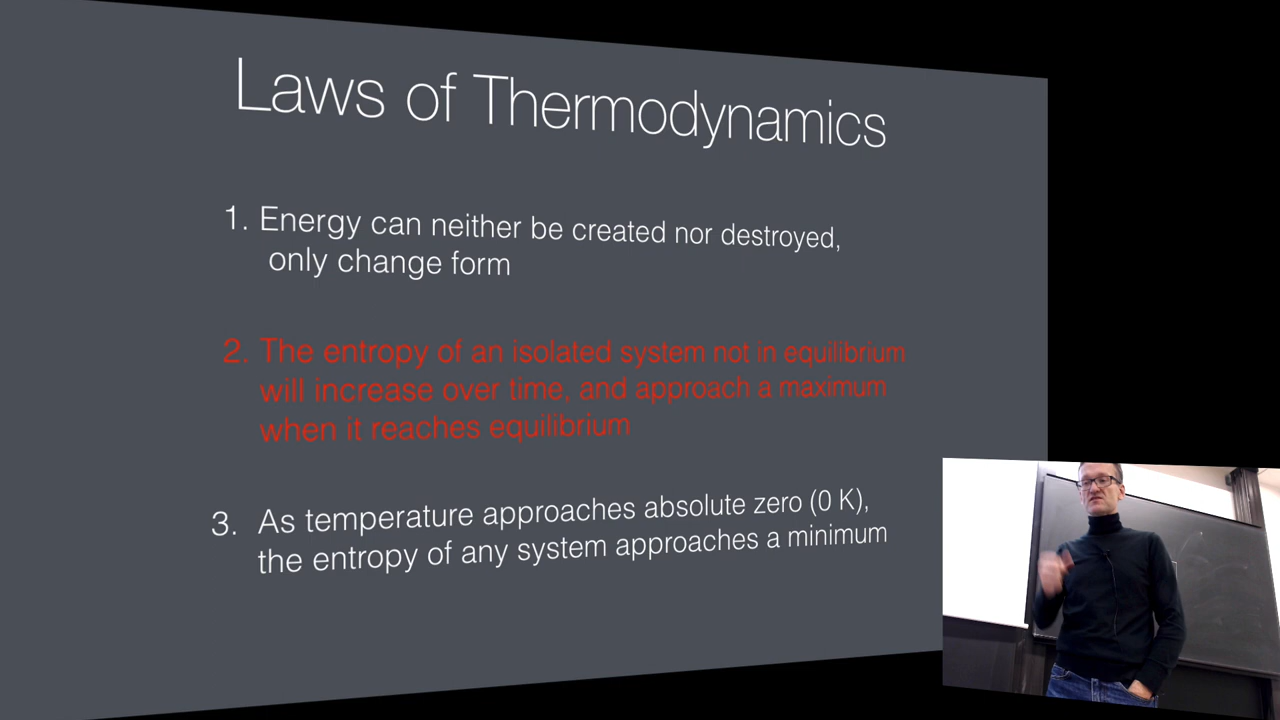 Laws of Thermodynamics
1. Energy can neither be created nor destroyed,
only change form
2. The entropy of an isolated system not in equilibrium
will increase over time, and approach a maximum
when it reaches equilibrium
3. As temperature approaches absolute zero (0 K),
the entropy of any system approaches a minimum